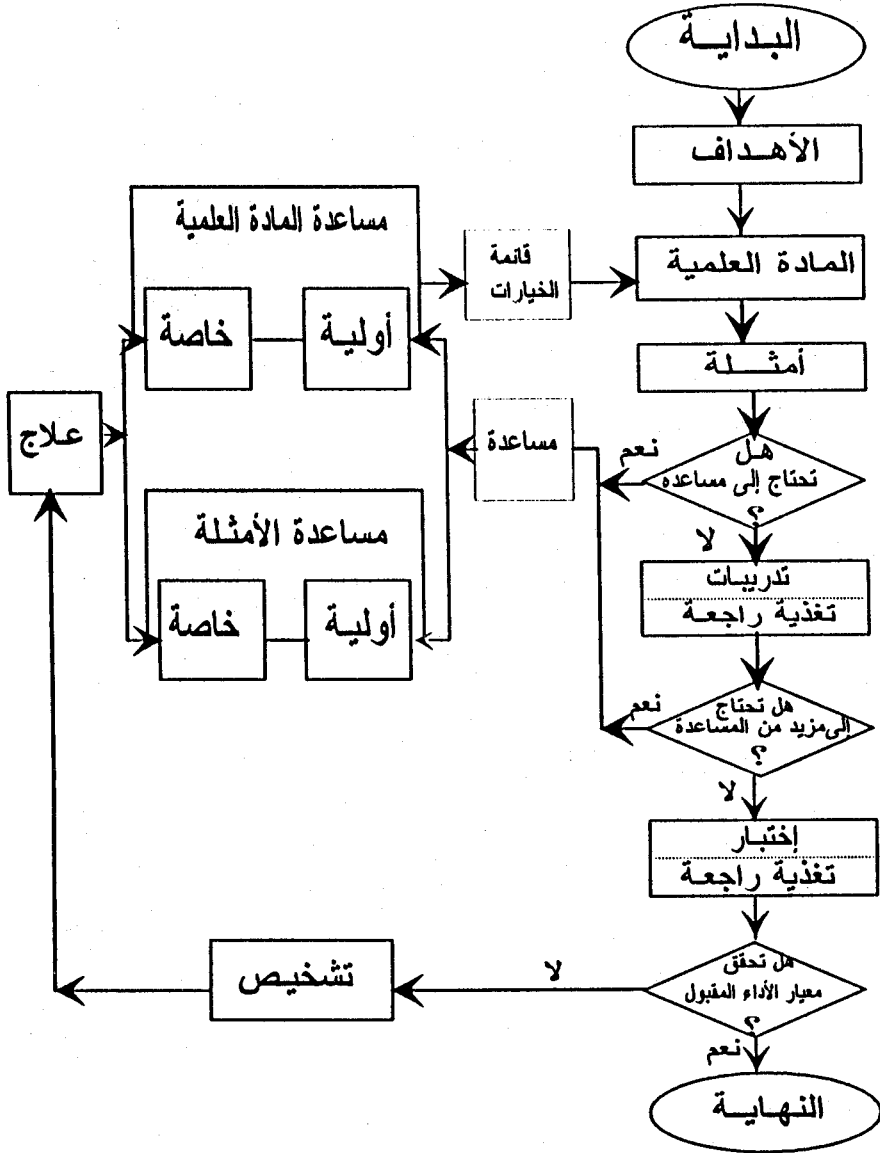 البداية
الأهداف
المادة العلمية
أمثلة
هل
تحتاج إلى مساعده
؟
نعم
لا
تدريبات
تغذية راجعة
هل تحتاج
إلى مزيد من المساعدة
؟
نعم
لا
إختبار
تغذية راجعة
هل تحقق
معيار الأداء المقبول
؟
نعم
لا
النهاية
تشخيص
علاج
مساعدة المادة العلمية
أولية
خاصة
قائمة
الخيارات
مساعدة
مساعدة الأمثلة
أولية
خاصة